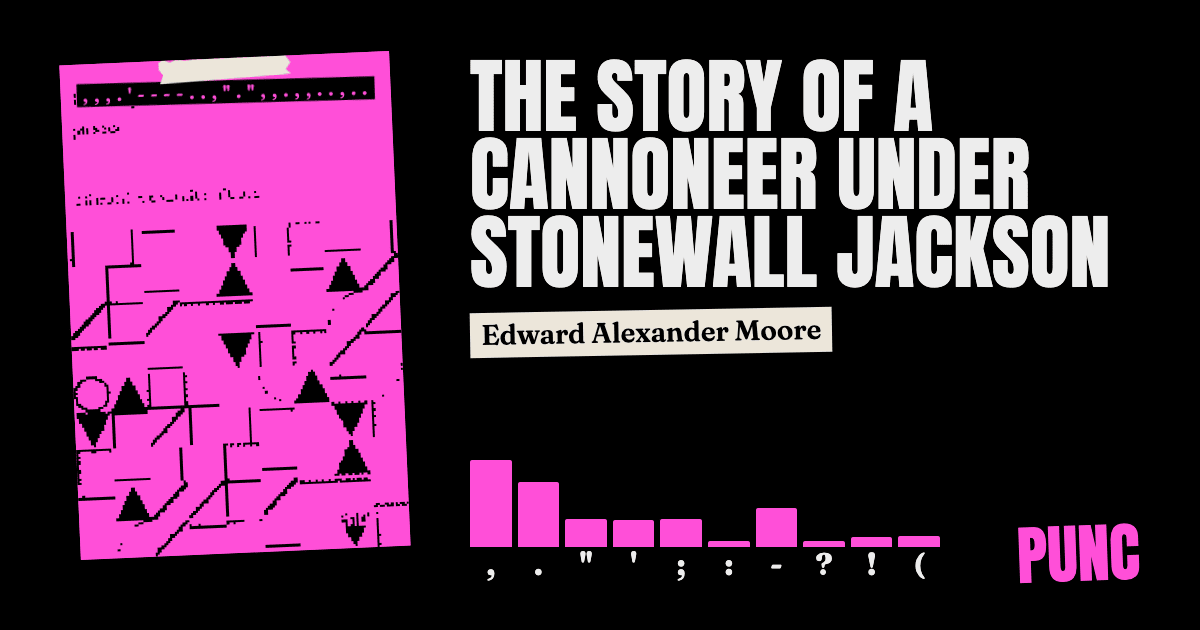 ,,,.'----..,".",,.,,..,..
THE STORY OF A
CANNONEER UNDER
STONEWALL JACKSON
Edward Alexander Moore
, . " ' ; : - ? ! (
PUNC